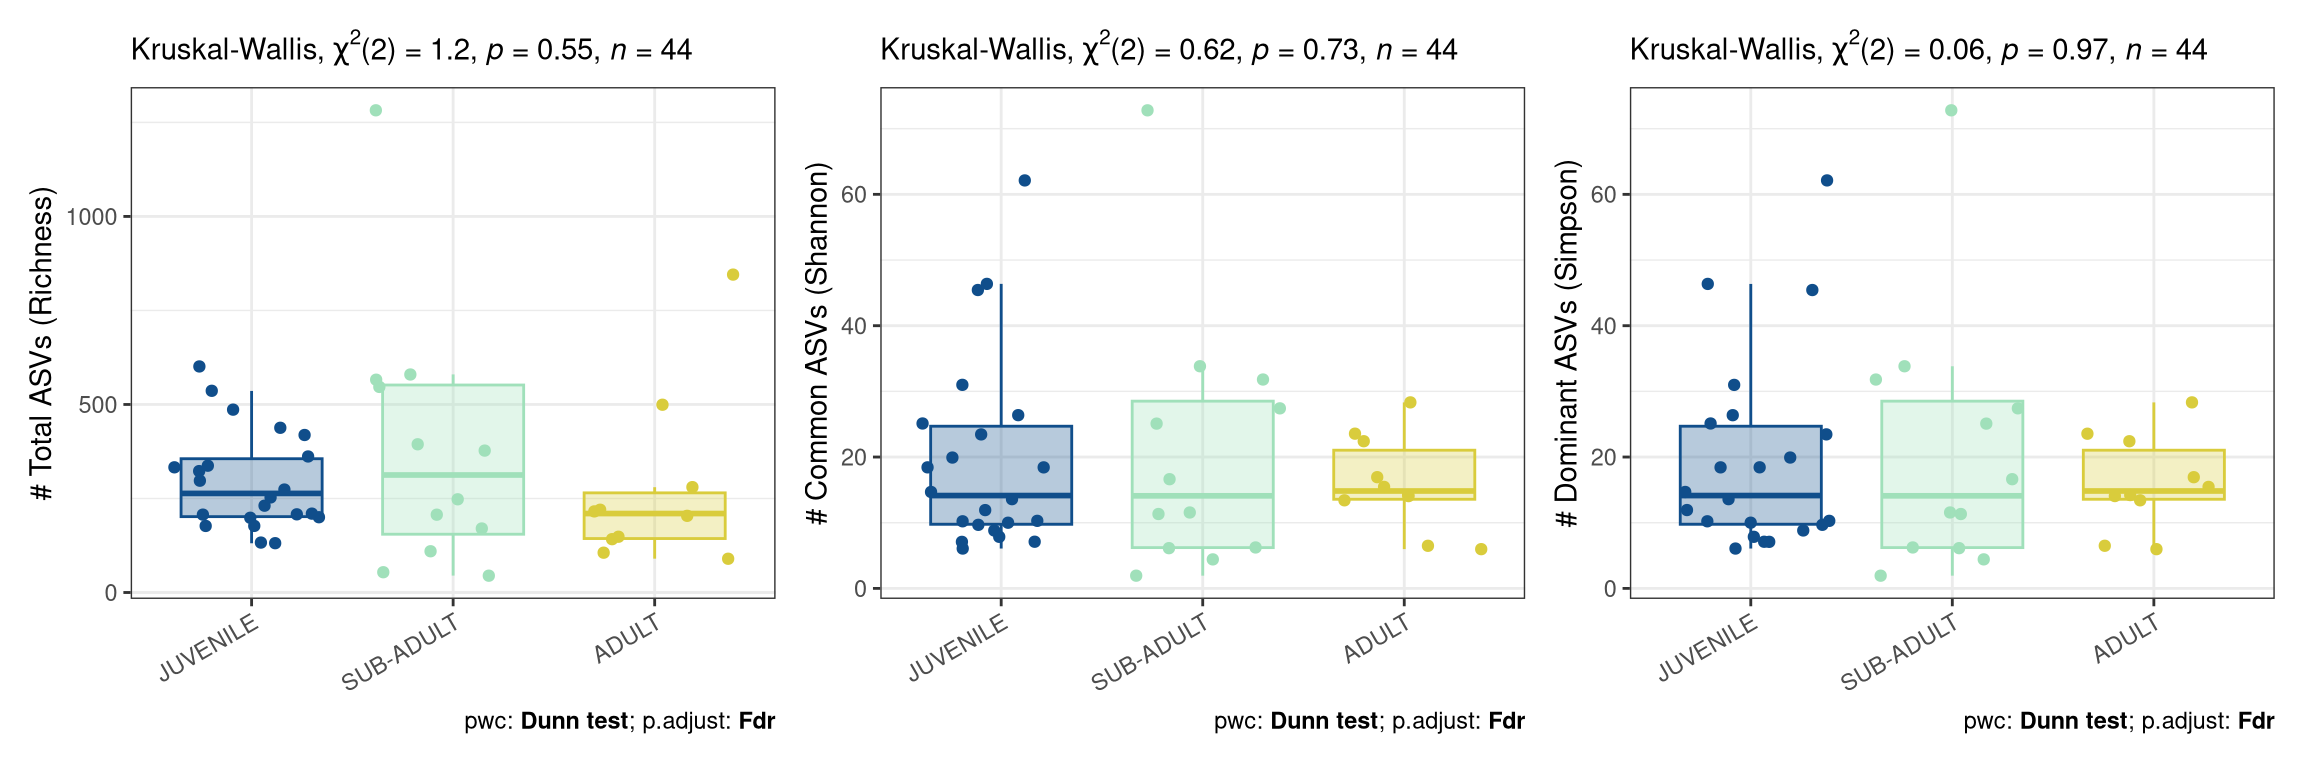 Kruskal-Wallis, χ²(2) = 1.2, p = 0.55, n = 44
# Total ASVs (Richness)
1000
500
0
JUVENILE
SUB-ADULT
ADULT
pwc: Dunn test; p.adjust: Fdr
Kruskal-Wallis, χ²(2) = 0.62, p = 0.73, n = 44
# Common ASVs (Shannon)
60
40
20
0
JUVENILE
SUB-ADULT
ADULT
pwc: Dunn test; p.adjust: Fdr
Kruskal-Wallis, χ²(2) = 0.06, p = 0.97, n = 44
# Dominant ASVs (Simpson)
60
40
20
0
JUVENILE
SUB-ADULT
ADULT
pwc: Dunn test; p.adjust: Fdr